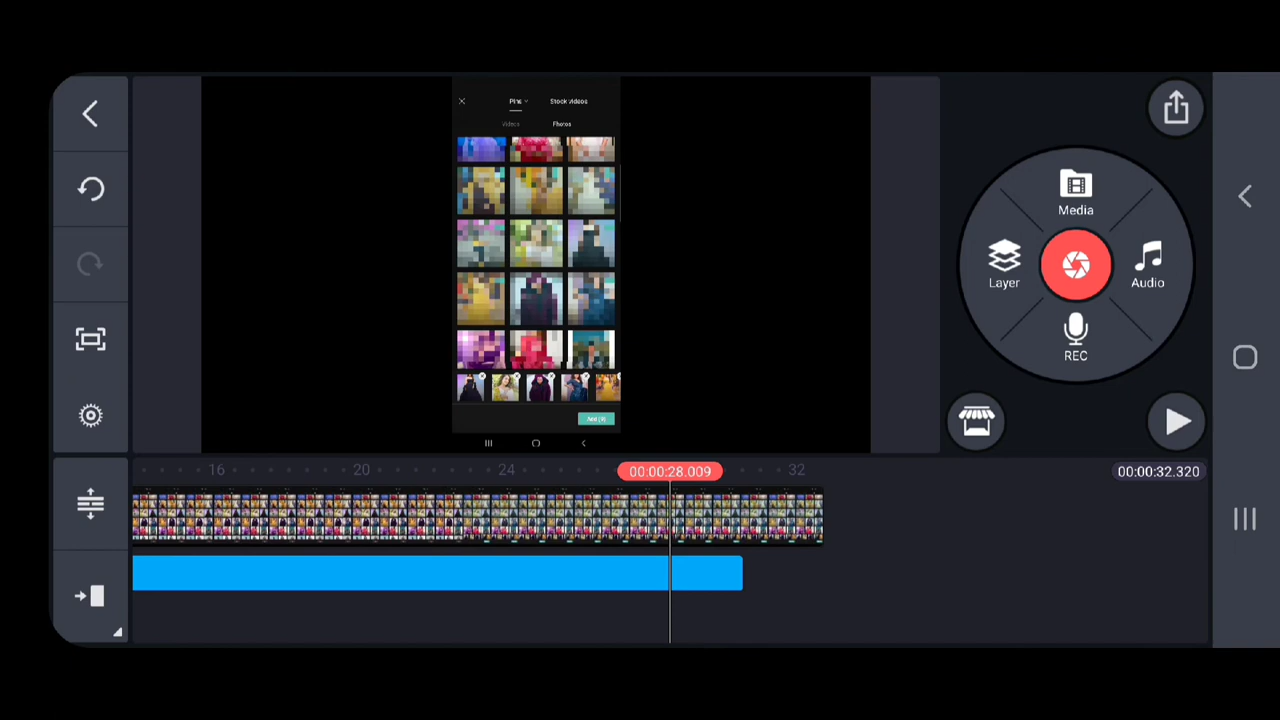 Pins
Stock videos
Videos
Photos
Media
Layer
Audio
REC
16
20
24
00:00:28.009
32
00:00:32.320